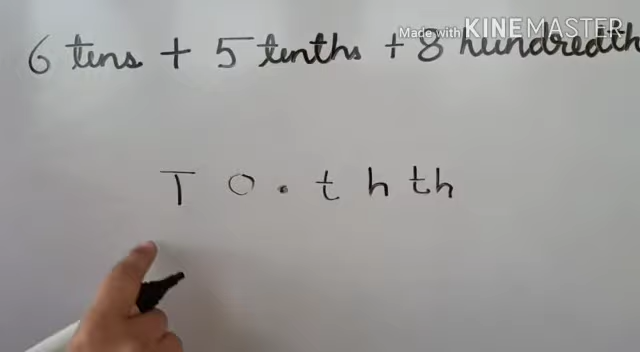 Made with KINEMASTER
6 tens + 5 tenths + 8 hundredth
T O . t h th